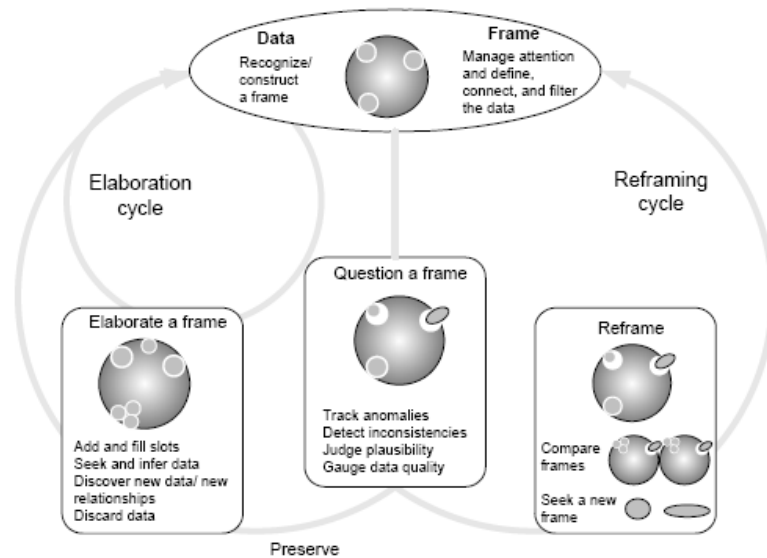 Data
Recognize/
construct
a frame
Frame
Manage attention
and define,
connect, and filter
the data
Elaboration
cycle
Reframing
cycle
Question a frame
Track anomalies
Detect inconsistencies
Judge plausibility
Gauge data quality
Elaborate a frame
Add and fill slots
Seek and infer data
Discover new data/ new
relationships
Discard data
Reframe
Compare
frames
Seek a new
frame
Preserve